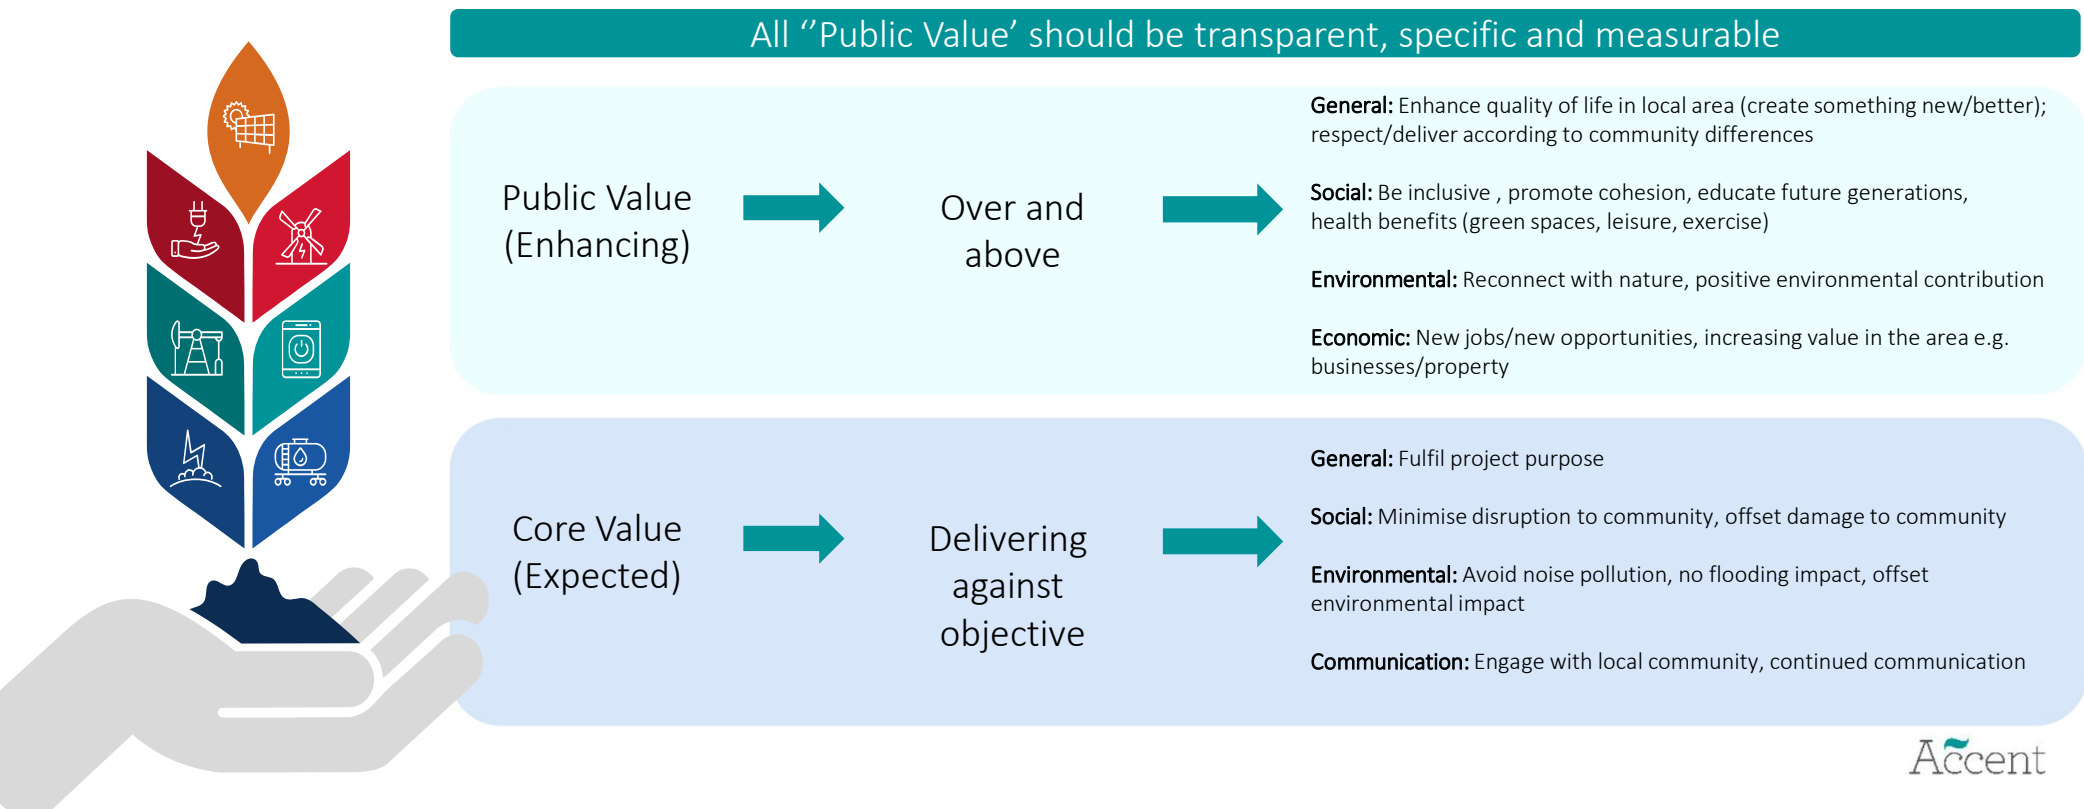 All ‘’Public Value’ should be transparent, specific and measurable
Public Value
(Enhancing)
Over and
above
General: Enhance quality of life in local area (create something new/better);
respect/deliver according to community differences
Social: Be inclusive , promote cohesion, educate future generations,
health benefits (green spaces, leisure, exercise)
Environmental: Reconnect with nature, positive environmental contribution
Economic: New jobs/new opportunities, increasing value in the area e.g.
businesses/property
Core Value
(Expected)
Delivering
against
objective
General: Fulfil project purpose
Social: Minimise disruption to community, offset damage to community
Environmental: Avoid noise pollution, no flooding impact, offset
environmental impact
Communication: Engage with local community, continued communication
Accent